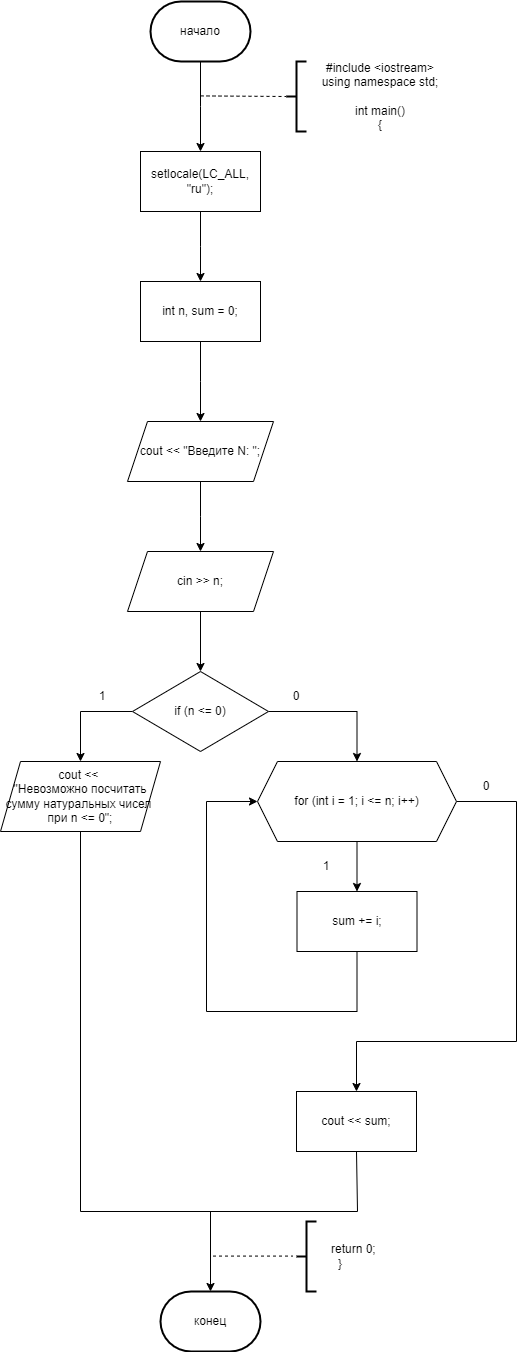 начало
#include <iostream>
using namespace std;
int main()
{
setlocale(LC_ALL,
"ru");
int n, sum = 0;
cout << "Введите N: ";
cin >> n;
if (n <= 0)
1
0
cout <<
"Невозможно посчитать
сумму натуральных чисел
при n <= 0";
for (int i = 1; i <= n; i++)
0
1
sum += i;
cout << sum;
return 0;
}
конец